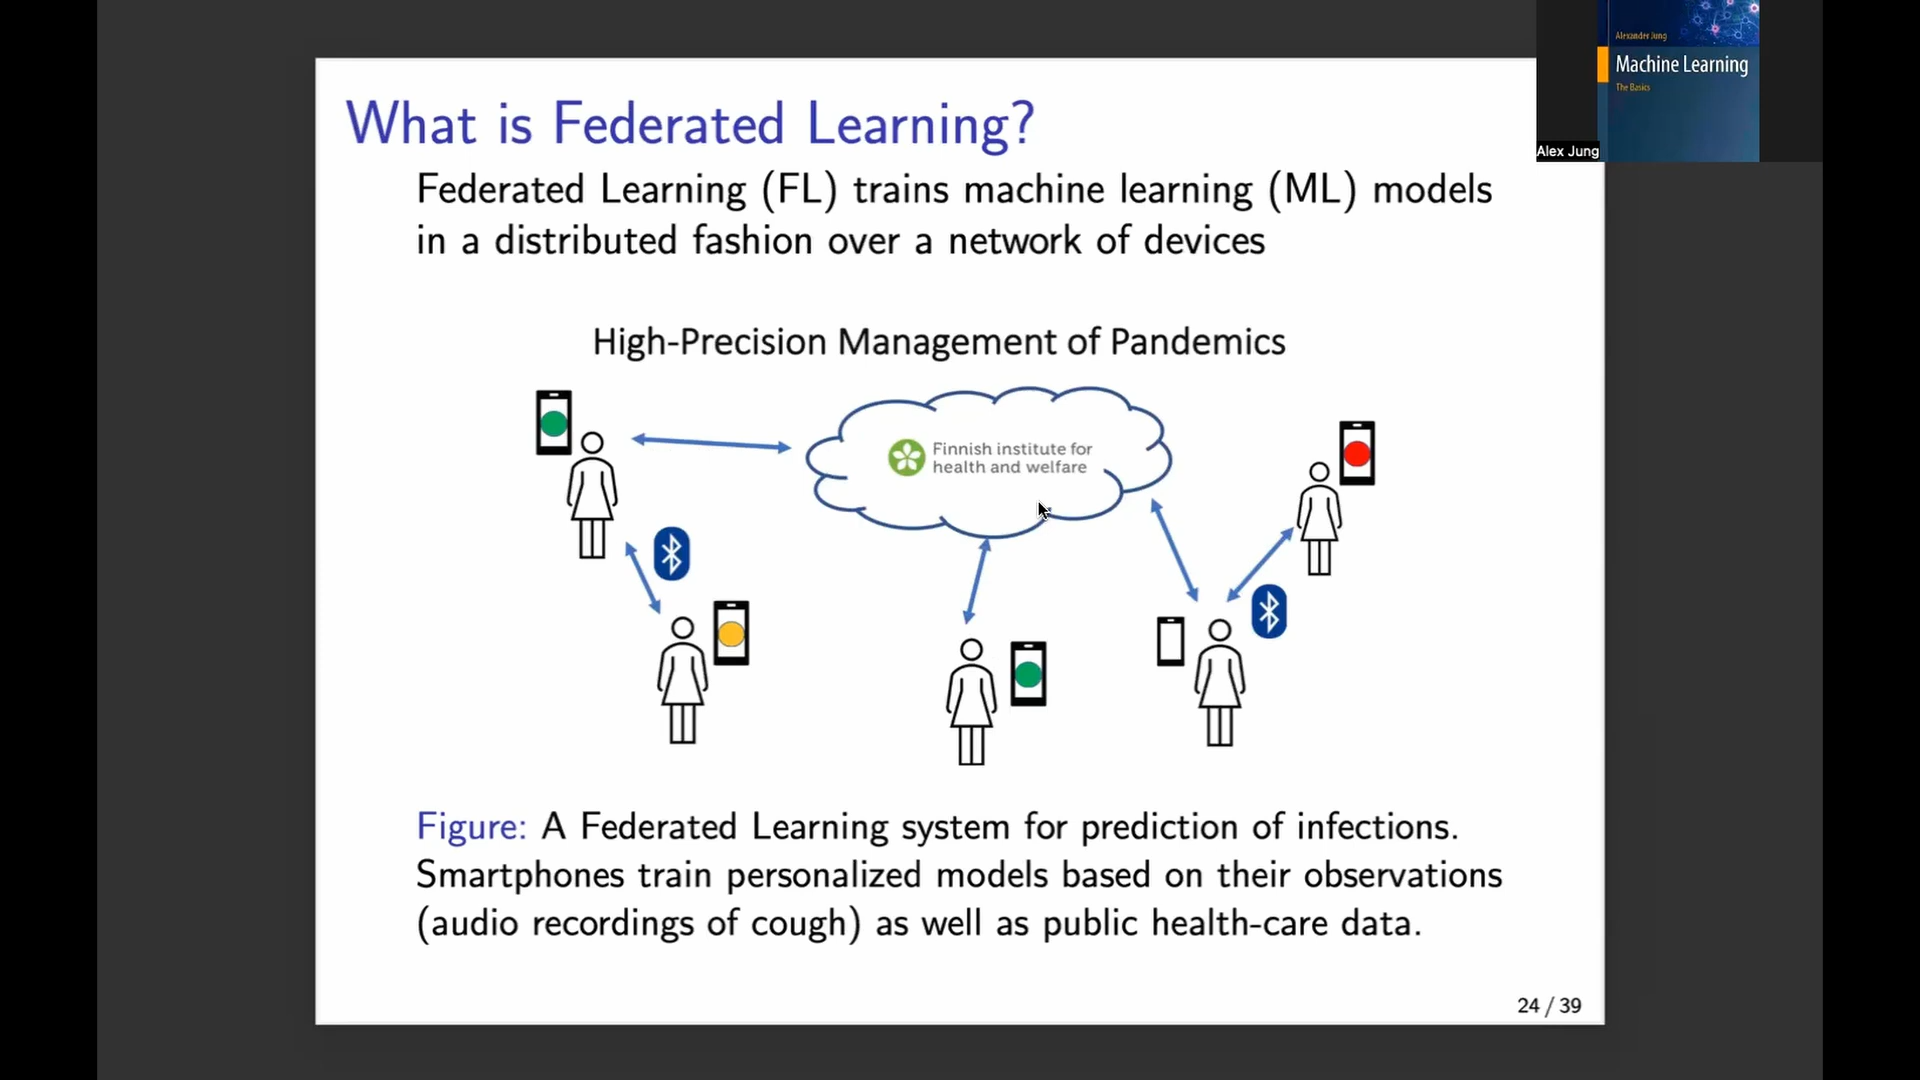 Alexander Jung
Machine Learning
The Basics
Alex Jung
What is Federated Learning?
Federated Learning (FL) trains machine learning (ML) models
in a distributed fashion over a network of devices
High-Precision Management of Pandemics
Finnish institute for
health and welfare
Figure: A Federated Learning system for prediction of infections.
Smartphones train personalized models based on their observations
(audio recordings of cough) as well as public health-care data.
24 / 39